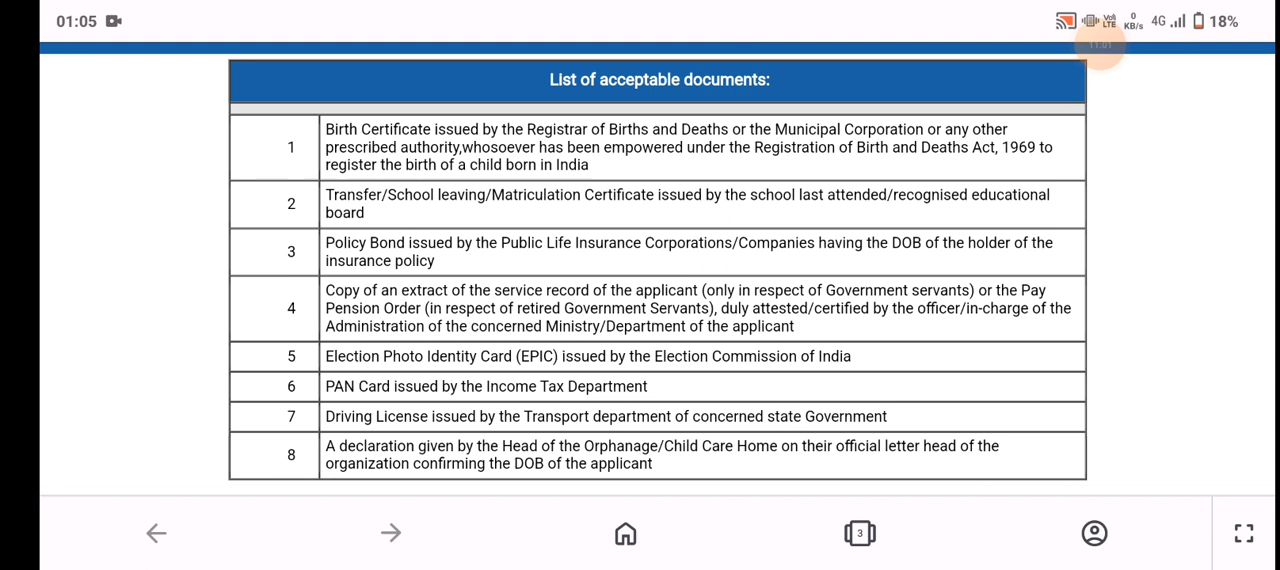 01:05
Vo) LTE
0 KB/s
4G
18%
11:01
List of acceptable documents:
1
Birth Certificate issued by the Registrar of Births and Deaths or the Municipal Corporation or any other
prescribed authority,whosoever has been empowered under the Registration of Birth and Deaths Act, 1969 to
register the birth of a child born in India
2
Transfer/School leaving/Matriculation Certificate issued by the school last attended/recognised educational
board
3
Policy Bond issued by the Public Life Insurance Corporations/Companies having the DOB of the holder of the
insurance policy
4
Copy of an extract of the service record of the applicant (only in respect of Government servants) or the Pay
Pension Order (in respect of retired Government Servants), duly attested/certified by the officer/in-charge of the
Administration of the concerned Ministry/Department of the applicant
5
Election Photo Identity Card (EPIC) issued by the Election Commission of India
6
PAN Card issued by the Income Tax Department
7
Driving License issued by the Transport department of concerned state Government
8
A declaration given by the Head of the Orphanage/Child Care Home on their official letter head of the
organization confirming the DOB of the applicant
3